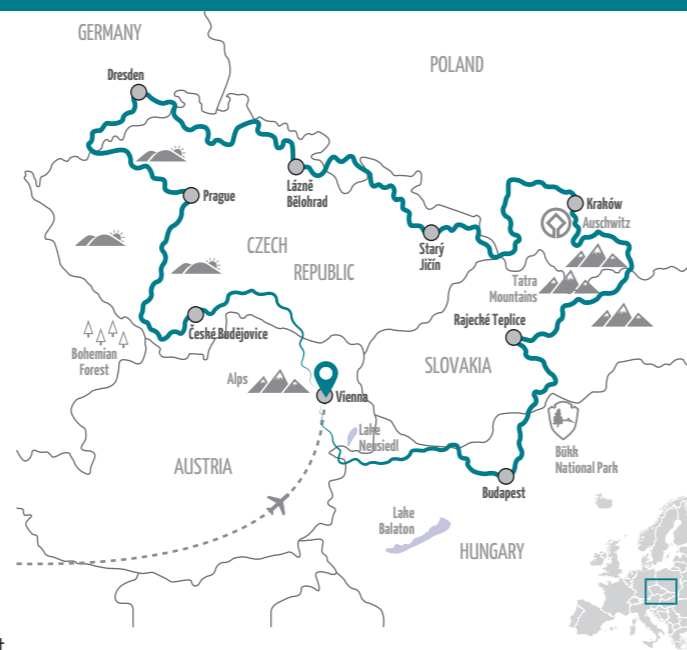 GERMANY
POLAND
Dresden
Lázně
Bělohrad
Prague
Kraków
Auschwitz
Starý
Jičín
CZECH
REPUBLIC
Tatra
Mountains
Rajecké Teplice
České Budějovice
Bohemian
Forest
SLOVAKIA
Alps
Vienna
Lake
Neusiedl
Bükk
National Park
AUSTRIA
Budapest
Lake
Balaton
HUNGARY
t